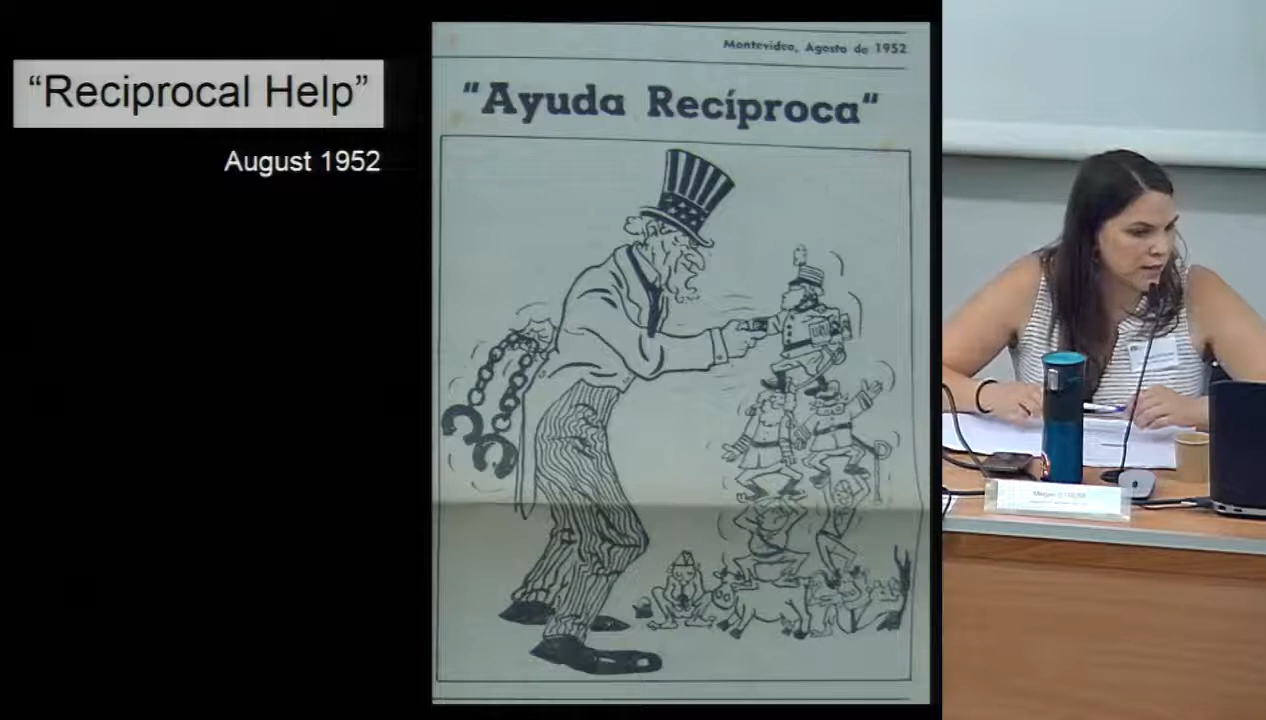 “Reciprocal Help”
August 1952
Montevideo, Agosto de 1952
"Ayuda Recíproca"